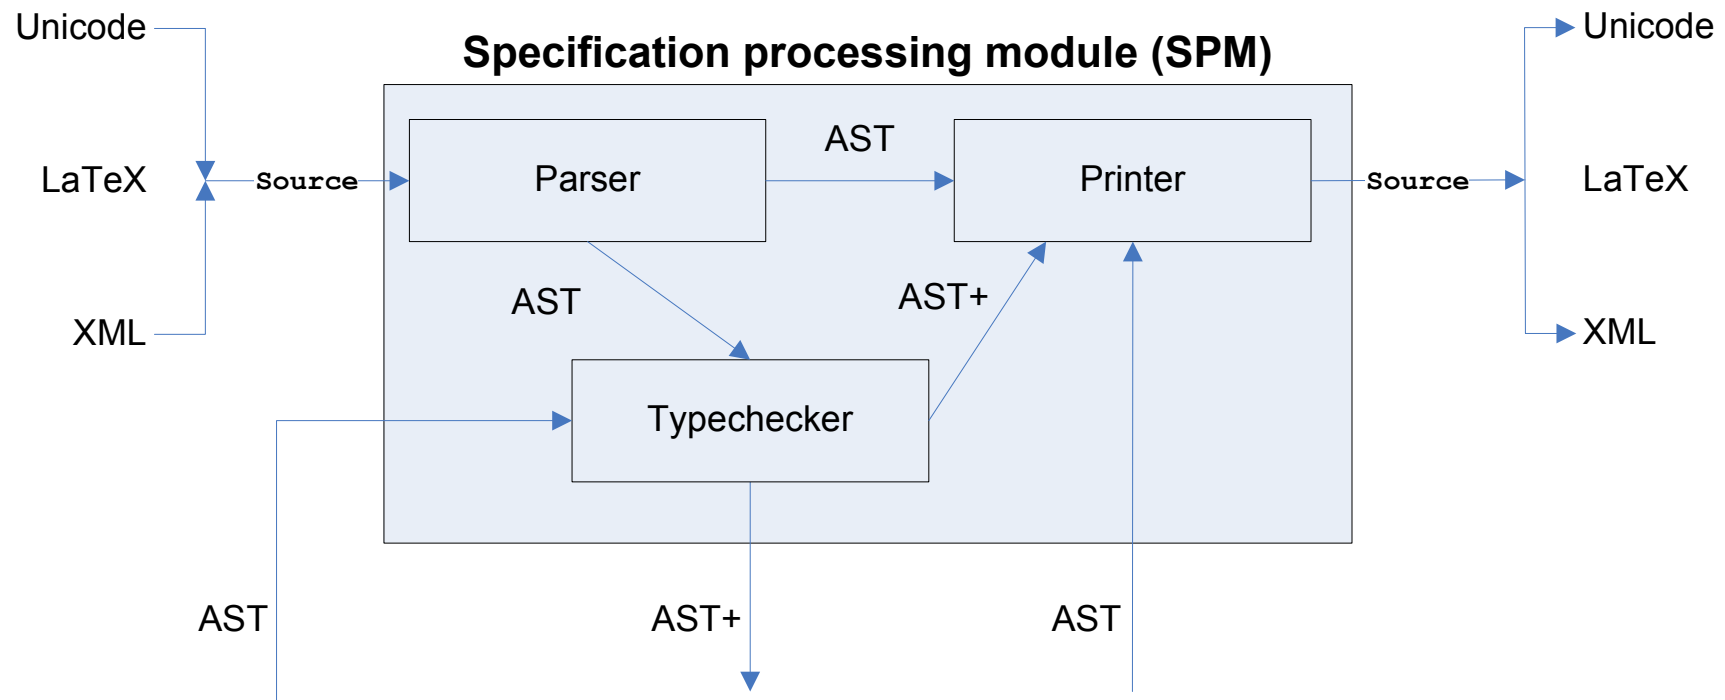 Unicode
Specification processing module (SPM)
Unicode
AST
LaTeX
Source
Parser
Printer
Source
LaTeX
AST
AST+
XML
XML
Typechecker
AST
AST+
AST